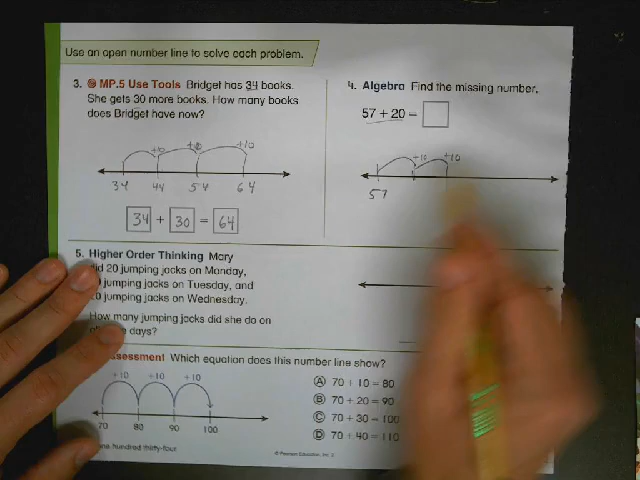 Use an open number line to solve each problem.
3. MP.5 Use Tools Bridget has 34 books.
She gets 30 more books. How many books
does Bridget have now?
+10 +10 +10
34 44 54 64
34 + 30 = 64
4. Algebra Find the missing number.
57 + 20 =
+10 +10
57
5. Higher Order Thinking Mary
did 20 jumping jacks on Monday,
jumping jacks on Tuesday, and
jumping jacks on Wednesday.
How many jumping jacks did she do on
days?
Assessment Which equation does this number line show?
+10 +10 +10
70 80 90 100
A 70 + 10 = 80
B 70 + 20 = 90
C 70 + 30 = 100
D 70 + 40 = 110
one hundred thirty-four
© Pearson Education, Inc. 2